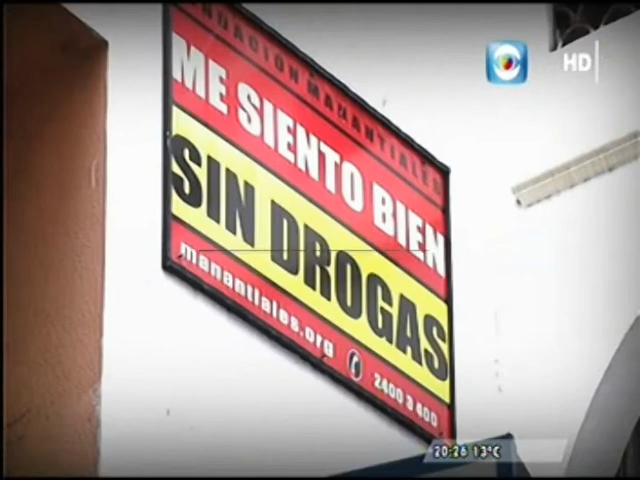 FUNDACION MANANTIALES
ME SIENTO BIEN
SIN DROGAS
manantiales.org 2400 3 400
HD
20:26 13°C